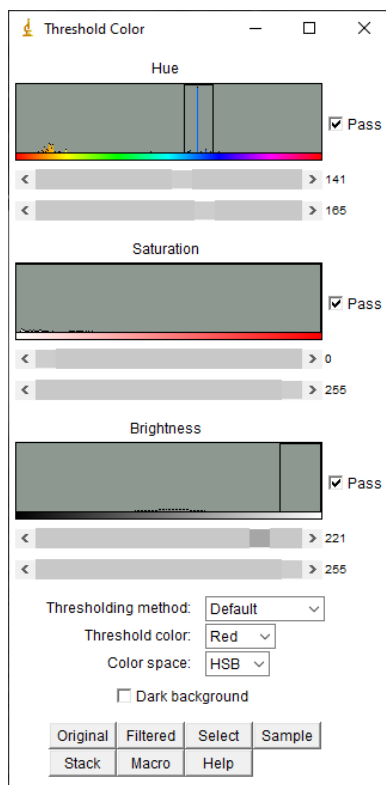 Threshold Color
Hue
Pass
141
165
Saturation
Pass
0
255
Brightness
Pass
221
255
Thresholding method: Default
Threshold color: Red
Color space: HSB
Dark background
Original Filtered Select Sample
Stack Macro Help